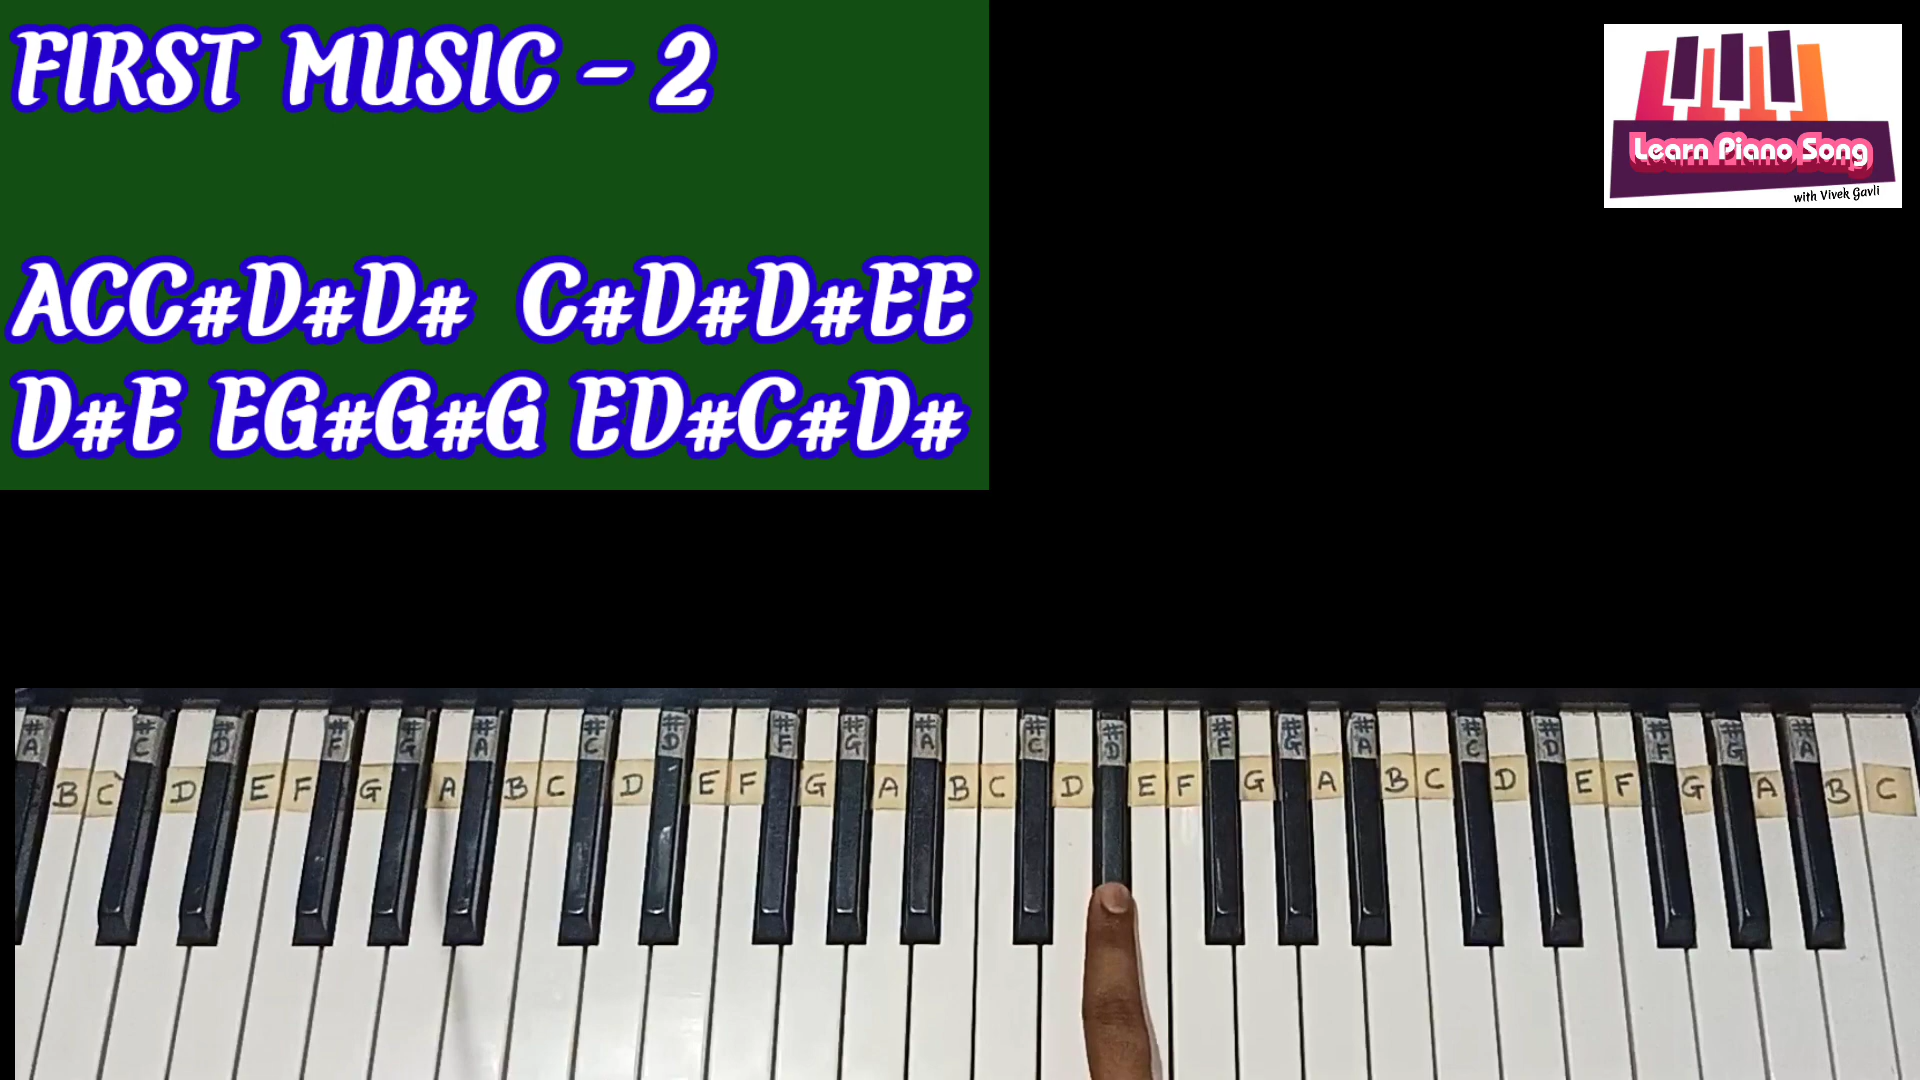 FIRST MUSIC - 2
Learn Piano Song
with Vivek Gavli
ACC#D#D# C#D#D#EE
D#E EG#G#G ED#C#D#
#A #C #D #F #G #A #C #D #F #G #A #C #D #F #G #A #C #D #F #G #A
B C D E F G A B C D E F G A B C D E F G A B C D E F G A B C